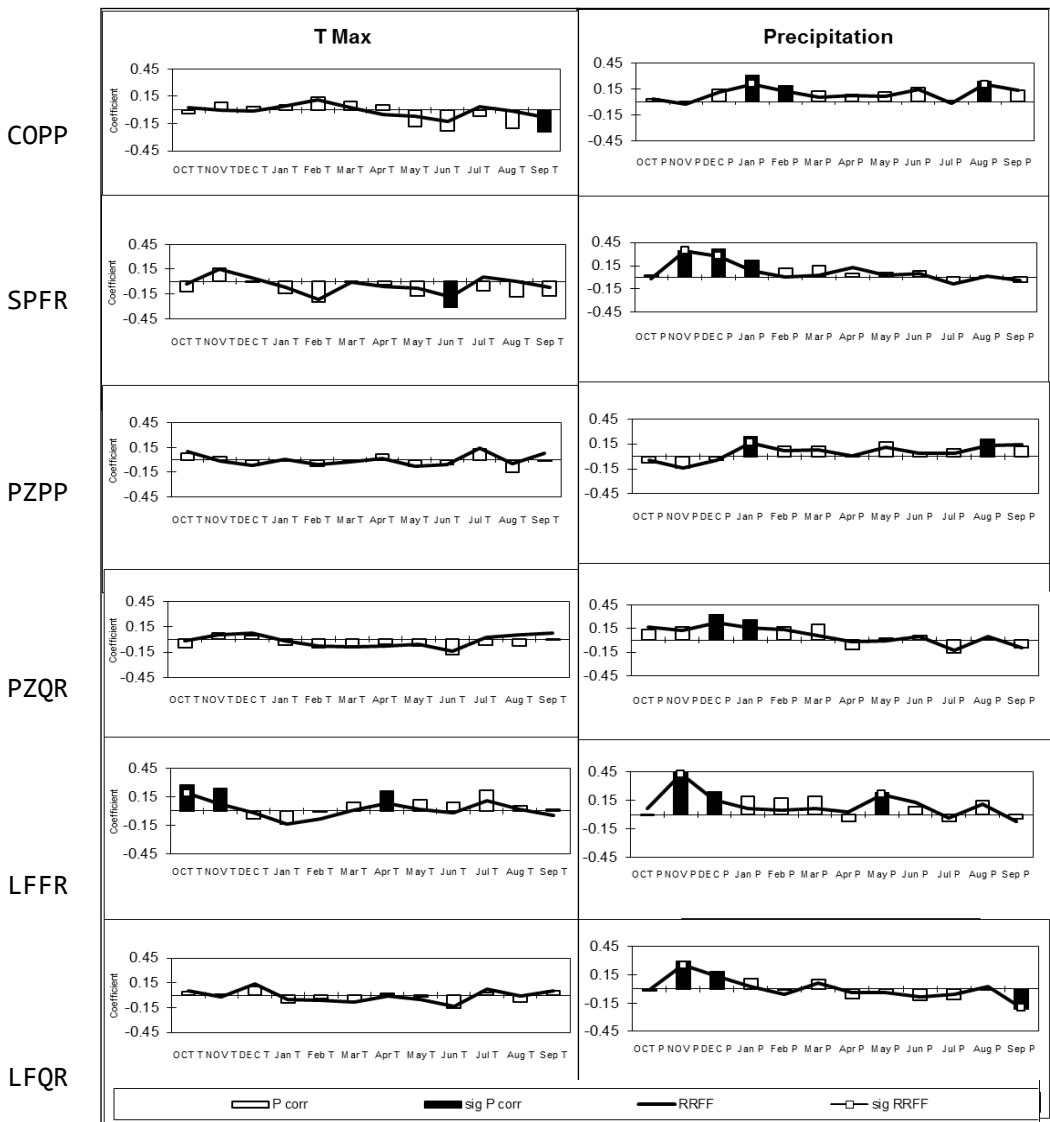 T Max
Precipitation
COPP
0.45
0.15
-0.15
-0.45
Coefficient
OCT T NOV T DEC T Jan T Feb T Mar T Apr T May T Jun T Jul T Aug T Sep T
0.45
0.15
-0.15
-0.45
OCT P NOV P DEC P Jan P Feb P Mar P Apr P May P Jun P Jul P Aug P Sep P
SPFR
0.45
0.15
-0.15
-0.45
Coefficient
OCT T NOV T DEC T Jan T Feb T Mar T Apr T May T Jun T Jul T Aug T Sep T
0.45
0.15
-0.15
-0.45
OCT P NOV P DEC P Jan P Feb P Mar P Apr P May P Jun P Jul P Aug P Sep P
PZPP
0.45
0.15
-0.15
-0.45
Coefficient
OCT T NOV T DEC T Jan T Feb T Mar T Apr T May T Jun T Jul T Aug T Sep T
0.45
0.15
-0.15
-0.45
OCT P NOV P DEC P Jan P Feb P Mar P Apr P May P Jun P Jul P Aug P Sep P
PZQR
0.45
0.15
-0.15
-0.45
OCT T NOV T DEC T Jan T Feb T Mar T Apr T May T Jun T Jul T Aug T Sep T
0.45
0.15
-0.15
-0.45
OCT P NOV P DEC P Jan P Feb P Mar P Apr P May P Jun P Jul P Aug P Sep P
LFFR
0.45
0.15
-0.15
-0.45
Coefficient
OCT T NOV T DEC T Jan T Feb T Mar T Apr T May T Jun T Jul T Aug T Sep T
0.45
0.15
-0.15
-0.45
OCT P NOV P DEC P Jan P Feb P Mar P Apr P May P Jun P Jul P Aug P Sep P
LFQR
0.45
0.15
-0.15
-0.45
Coefficient
OCT T NOV T DEC T Jan T Feb T Mar T Apr T May T Jun T Jul T Aug T Sep T
0.45
0.15
-0.15
-0.45
OCT P NOV P DEC P Jan P Feb P Mar P Apr P May P Jun P Jul P Aug P Sep P
P corr sig P corr RRFF sig RRFF